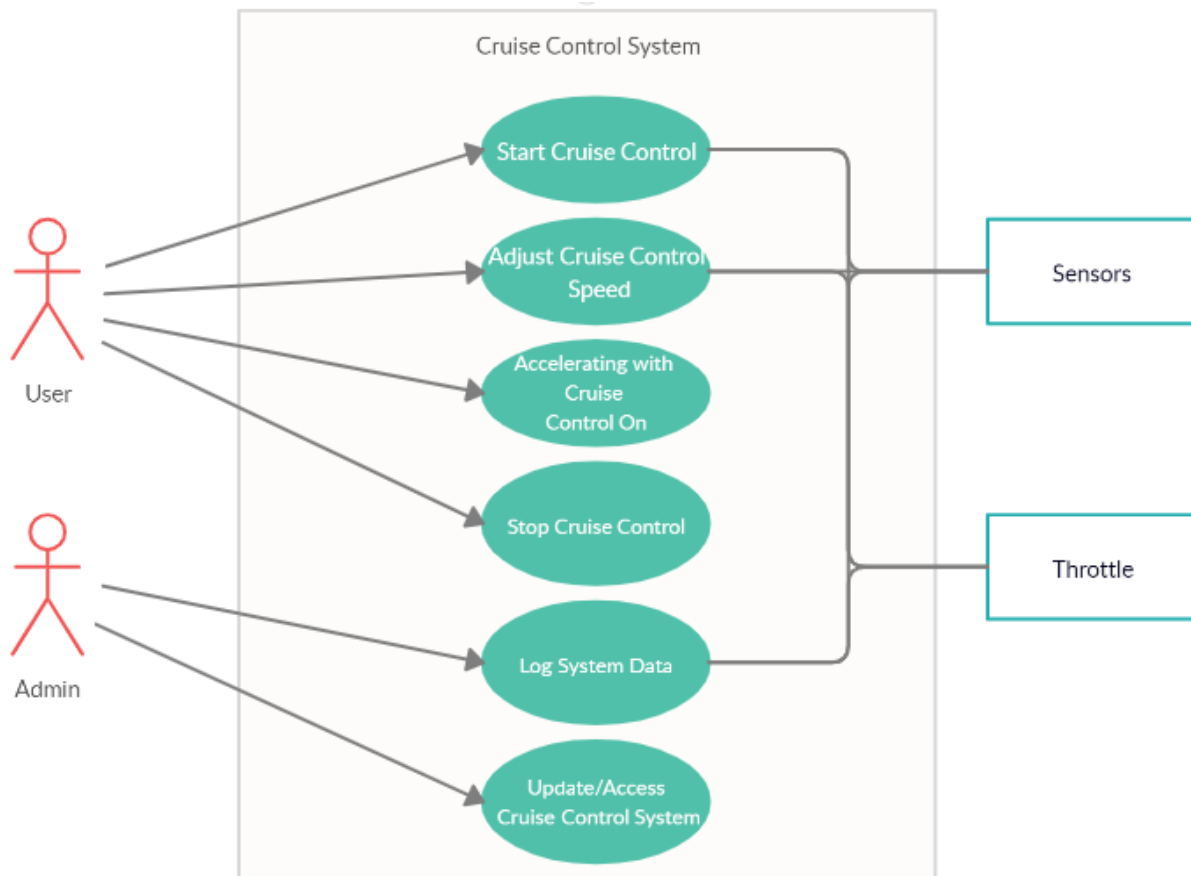 Cruise Control System
Start Cruise Control
Adjust Cruise Control
Speed
Sensors
Accelerating with
Cruise
Control On
User
Stop Cruise Control
Throttle
Log System Data
Admin
Update/Access
Cruise Control System